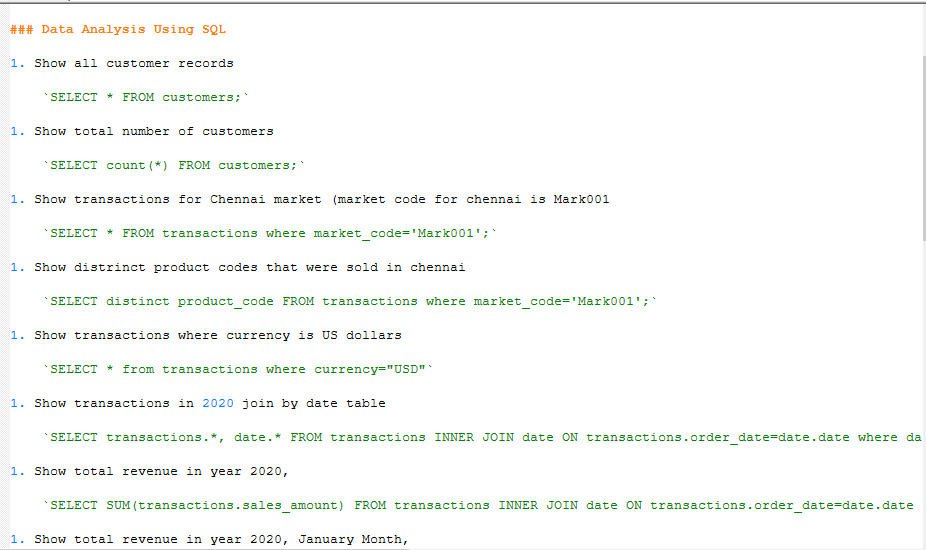 ### Data Analysis Using SQL
1. Show all customer records
`SELECT * FROM customers;`
1. Show total number of customers
`SELECT count(*) FROM customers;`
1. Show transactions for Chennai market (market code for chennai is Mark001
`SELECT * FROM transactions where market_code='Mark001';`
1. Show distrinct product codes that were sold in chennai
`SELECT distinct product_code FROM transactions where market_code='Mark001';`
1. Show transactions where currency is US dollars
`SELECT * from transactions where currency="USD"`
1. Show transactions in 2020 join by date table
`SELECT transactions.*, date.* FROM transactions INNER JOIN date ON transactions.order_date=date.date where da
1. Show total revenue in year 2020,
`SELECT SUM(transactions.sales_amount) FROM transactions INNER JOIN date ON transactions.order_date=date.date
1. Show total revenue in year 2020, January Month,